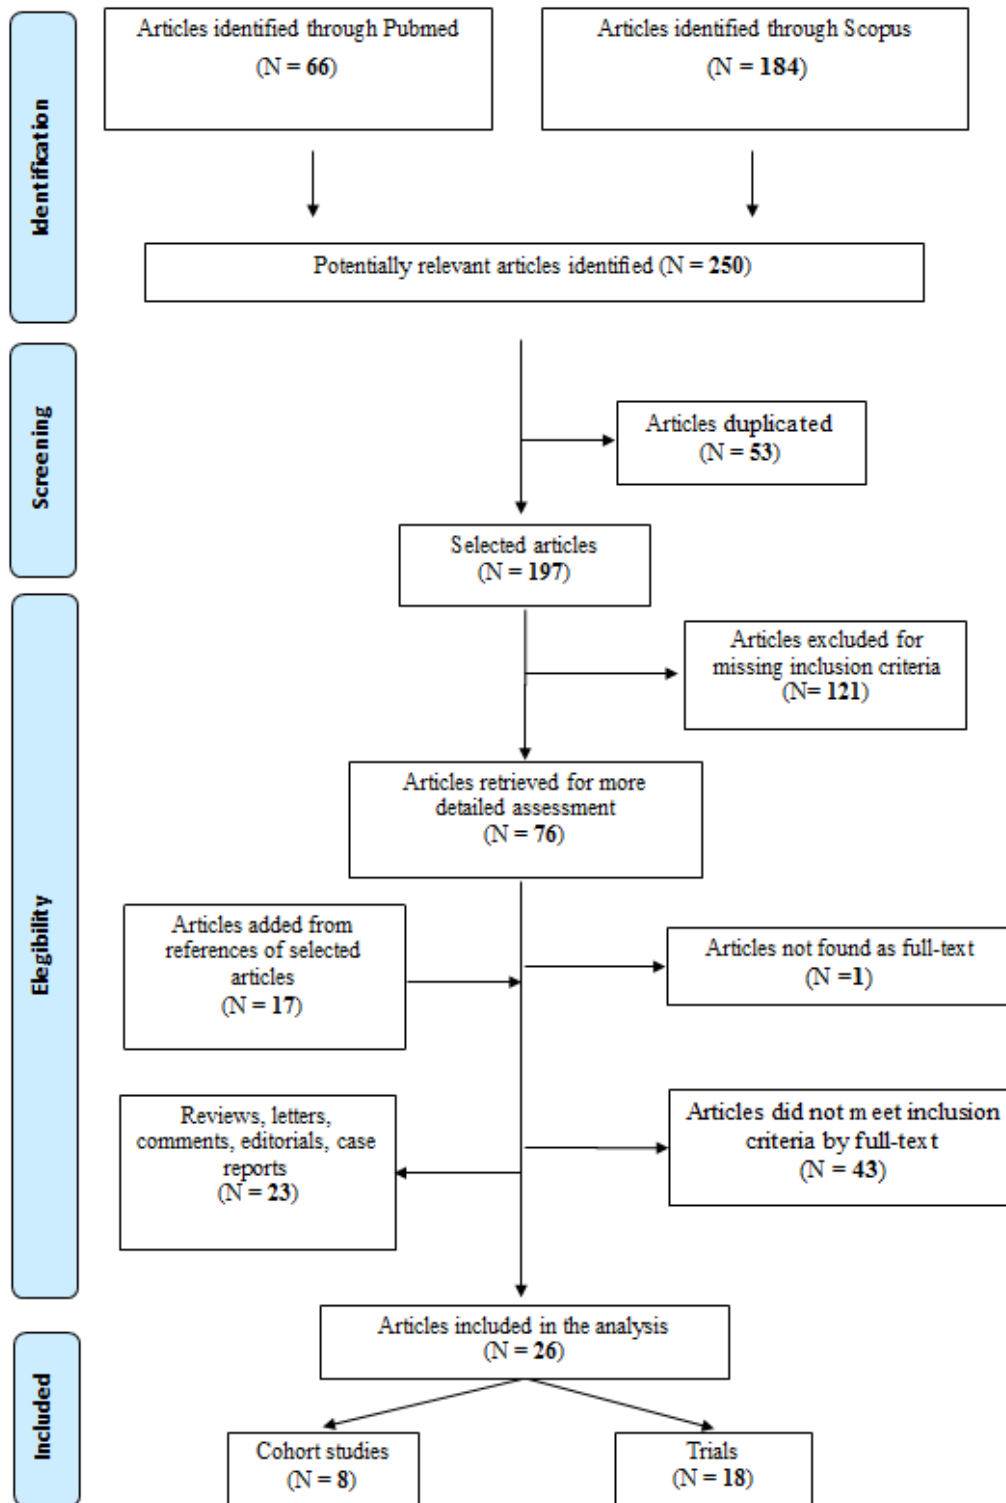 Identification
Articles identified through Pubmed
(N = 66)
Articles identified through Scopus
(N = 184)
Potentially relevant articles identified (N = 250)
Screening
Articles duplicated
(N = 53)
Selected articles
(N = 197)
Elegibility
Articles excluded for
missing inclusion criteria
(N= 121)
Articles retrieved for more
detailed assessment
(N = 76)
Articles added from
references of selected
articles
(N = 17)
Articles not found as full-text
(N =1)
Reviews, letters,
comments, editorials, case
reports
(N = 23)
Articles did not meet inclusion
criteria by full-text
(N = 43)
Included
Articles included in the analysis
(N = 26)
Cohort studies
(N = 8)
Trials
(N = 18)